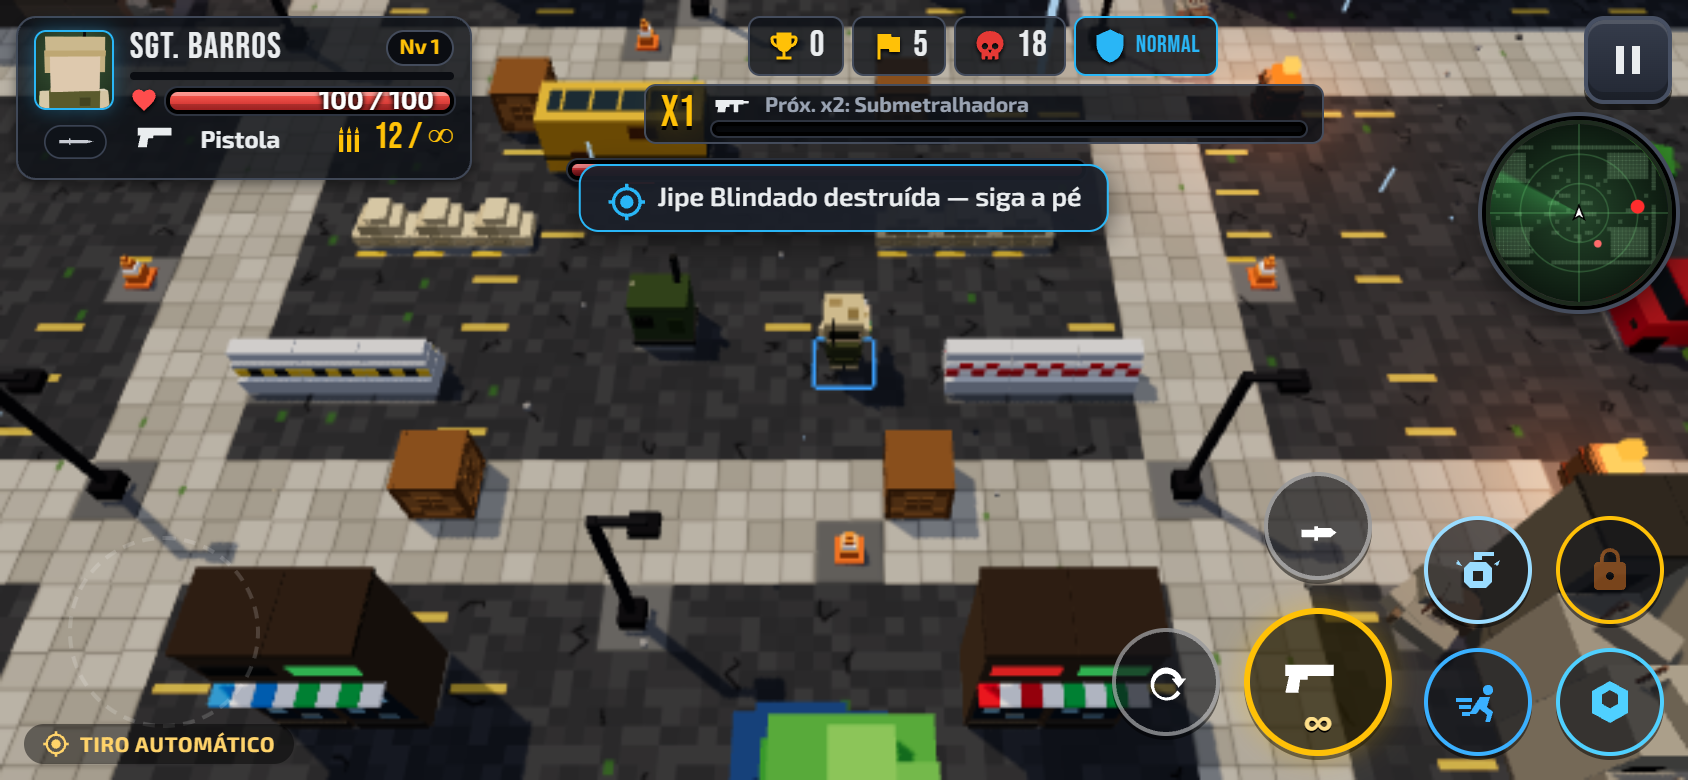 SGT. BARROS
Nv 1
100 / 100
Pistola
12 / ∞
0
5
18
NORMAL
X1
Próx. x2: Submetralhadora
Jipe Blindado destruída — siga a pé
∞
TIRO AUTOMÁTICO